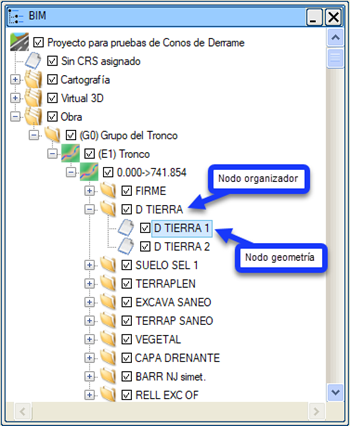 BIM
Proyecto para pruebas de Conos de Derrame
Sin CRS asignado
Cartografía
Virtual 3D
Obra
(G0) Grupo del Tronco
(E1) Tronco
0.000->741.854
FIRME
Nodo organizador
D TIERRA
D TIERRA 1
D TIERRA 2
Nodo geometría
SUELO SEL 1
TERRAPLEN
EXCAVA SANEO
TERRAP SANEO
VEGETAL
CAPA DRENANTE
BARR NJ simet.
RELL EXC OF